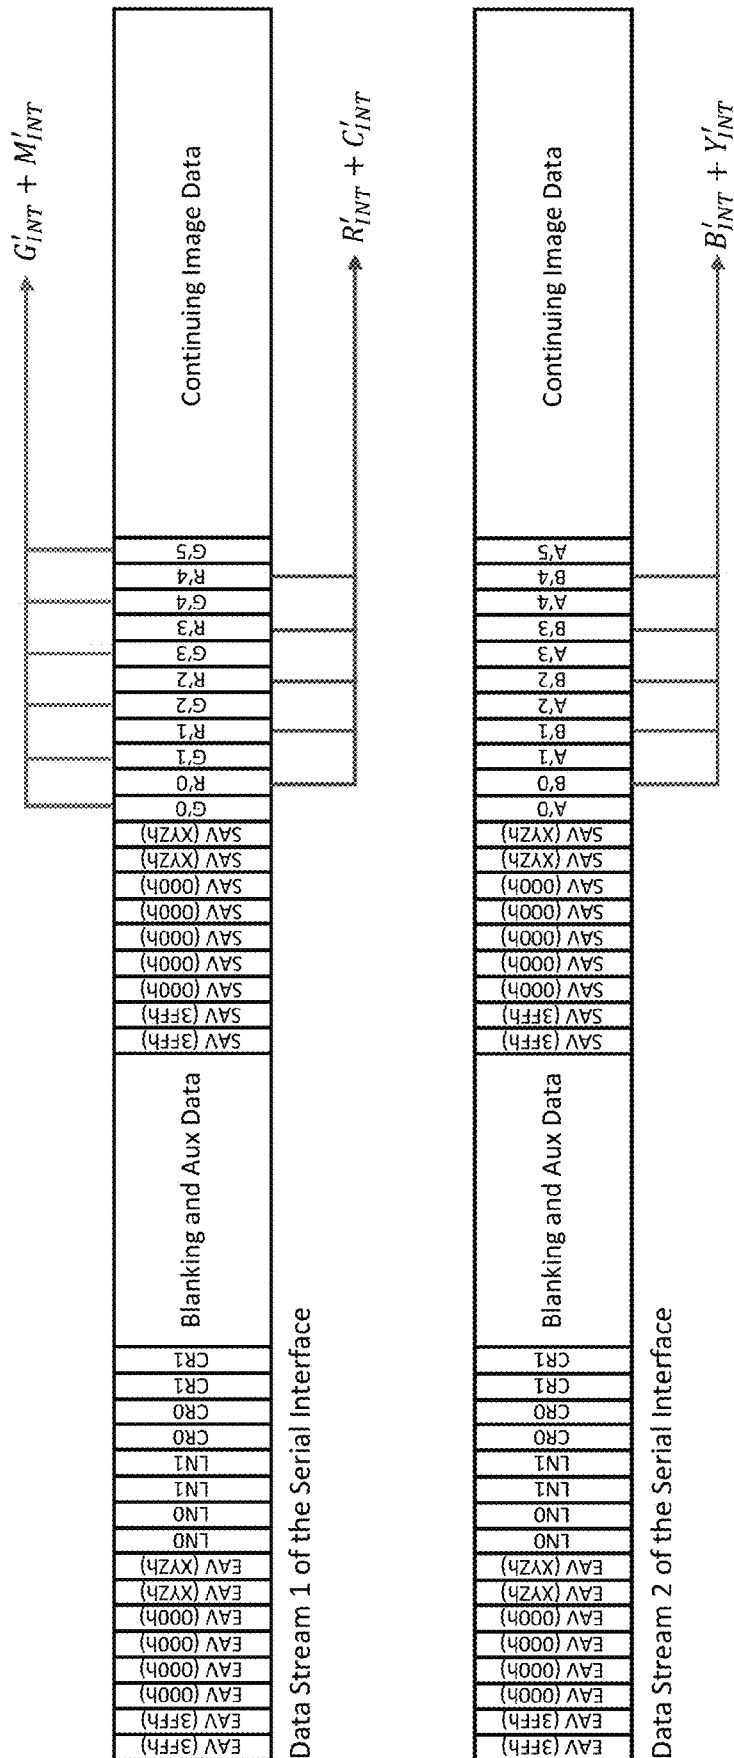 G'INT + M'INT
EAV (3FFh)
EAV (3FFh)
EAV (000h)
EAV (000h)
EAV (000h)
EAV (000h)
EAV (XYZh)
EAV (XYZh)
LN0
LN0
LN1
LN1
CR0
CR0
CR1
CR1
Blanking and Aux Data
SAV (3FFh)
SAV (3FFh)
SAV (000h)
SAV (000h)
SAV (000h)
SAV (000h)
SAV (000h)
SAV (XYZh)
SAV (XYZh)
G'0
R'0
G'1
R'1
G'2
R'2
G'3
R'3
G'4
R'4
G'5
Continuing Image Data
Data Stream 1 of the Serial Interface
R'INT + C'INT
EAV (3FFh)
EAV (3FFh)
EAV (000h)
EAV (000h)
EAV (000h)
EAV (000h)
EAV (XYZh)
EAV (XYZh)
LN0
LN0
LN1
LN1
CR0
CR0
CR1
CR1
Blanking and Aux Data
SAV (3FFh)
SAV (3FFh)
SAV (000h)
SAV (000h)
SAV (000h)
SAV (000h)
SAV (000h)
SAV (XYZh)
SAV (XYZh)
A'0
B'0
A'1
B'1
A'2
B'2
A'3
B'3
A'4
B'4
A'5
Continuing Image Data
Data Stream 2 of the Serial Interface
B'INT + Y'INT